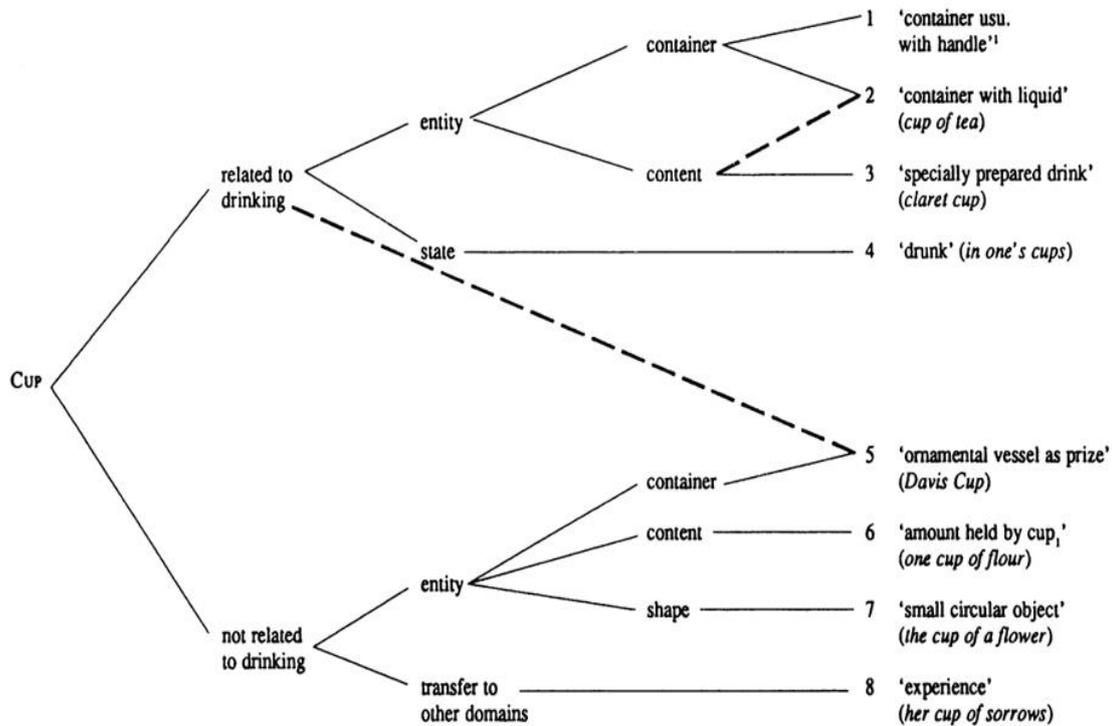 1 ‘container usu.
with handle’¹
container
2 ‘container with liquid’
(cup of tea)
entity
content
3 ‘specially prepared drink’
(claret cup)
related to
drinking
state
4 ‘drunk’ (in one's cups)
CUP
5 ‘ornamental vessel as prize’
(Davis Cup)
container
content
6 ‘amount held by cup₁’
(one cup of flour)
entity
shape
7 ‘small circular object’
(the cup of a flower)
not related
to drinking
transfer to
other domains
8 ‘experience’
(her cup of sorrows)